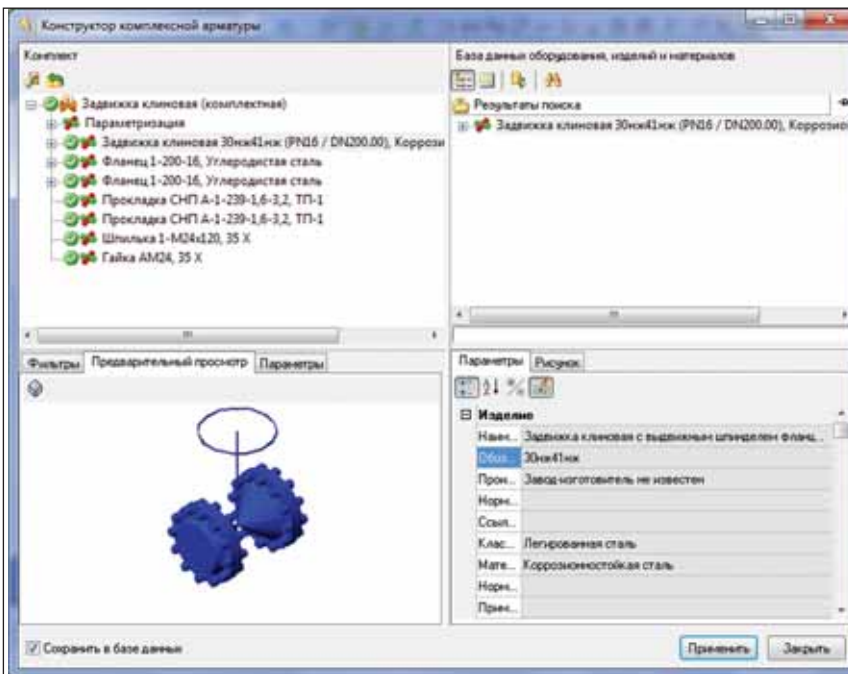 Конструктор комплексной арматуры
Комплект
Задвижка клиновая (комплектная)
Параметризация
Задвижка клиновая 30нж41нж (PN16 / DN200.00), Коррози
Фланец 1-200-16, Углеродистая сталь
Фланец 1-200-16, Углеродистая сталь
Прокладка СНП А-1-239-1,6-3,2, ТП-1
Прокладка СНП А-1-239-1,6-3,2, ТП-1
Шпилька 1-М24x120, 35 Х
Гайка АМ24, 35 Х
База данных оборудования, изделий и материалов
Результаты поиска
Задвижка клиновая 30нж41нж (PN16 / DN200.00), Коррозио
Фильтры Предварительный просмотр Параметры
Параметры Рисунок
Изделие
Наим... Задвижка клиновая с выдвижным шпинделем фланц...
Обоз... 30нж41нж
Прои... Завод-изготовитель не известен
Норм...
Ссыл...
Клас... Легированная сталь
Мате... Коррозионностойкая сталь
Норм...
Прим...
Сохранить в базе данных
Применить Закрыть